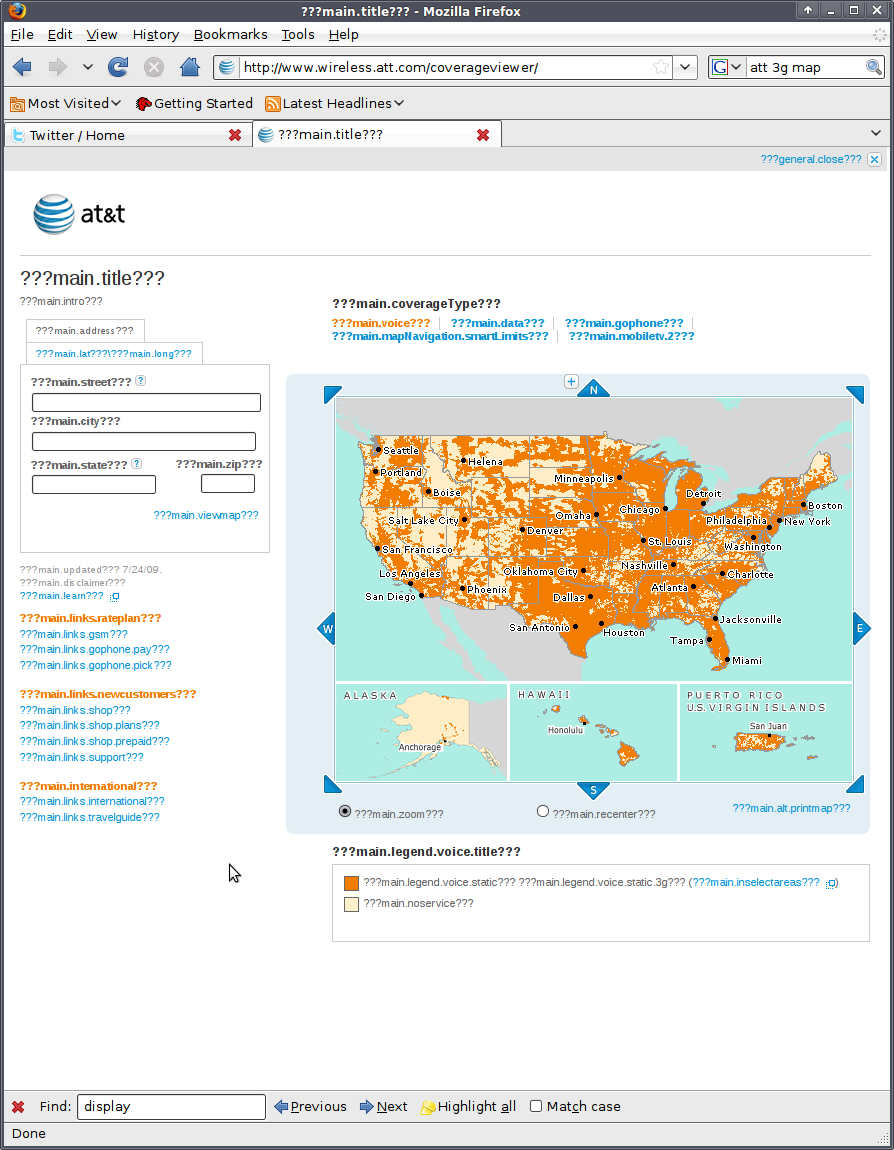 ???main.title??? - Mozilla Firefox
File Edit View History Bookmarks Tools Help
http://www.wireless.att.com/coverageviewer/
att 3g map
Most Visited Getting Started Latest Headlines
Twitter / Home
???main.title???
???general.close???
at&t
???main.title???
???main.intro???
???main.address???
???main.lat???\???main.long???
???main.street??? ?
???main.city???
???main.state??? ?
???main.zip???
???main.viewmap???
???main.updated??? 7/24/09.
???main.disclaimer???
???main.learn???
???main.links.rateplan???
???main.links.gsm???
???main.links.gophone.pay???
???main.links.gophone.pick???
???main.links.newcustomers???
???main.links.shop???
???main.links.shop.plans???
???main.links.shop.prepaid???
???main.links.support???
???main.international???
???main.links.international???
???main.links.travelguide???
???main.coverageType???
???main.voice??? ???main.data??? ???main.gophone???
???main.mapNavigation.smartLimits??? ???main.mobiletv.2???
N
Seattle
Portland
Helena
Boise
Minneapolis
Detroit
Boston
Chicago
Omaha
Philadelphia
New York
Salt Lake City
Denver
St. Louis
Washington
San Francisco
Los Angeles
Oklahoma City
Nashville
Charlotte
San Diego
Phoenix
Dallas
Atlanta
San Antonio
Houston
Jacksonville
Tampa
Miami
W
E
ALASKA
Anchorage
HAWAII
Honolulu
PUERTO RICO
U.S. VIRGIN ISLANDS
San Juan
S
???main.zoom???
???main.recenter???
???main.alt.printmap???
???main.legend.voice.title???
???main.legend.voice.static??? ???main.legend.voice.static.3g??? (???main.inselectareas??? )
???main.noservice???
Find: display Previous Next Highlight all Match case
Done